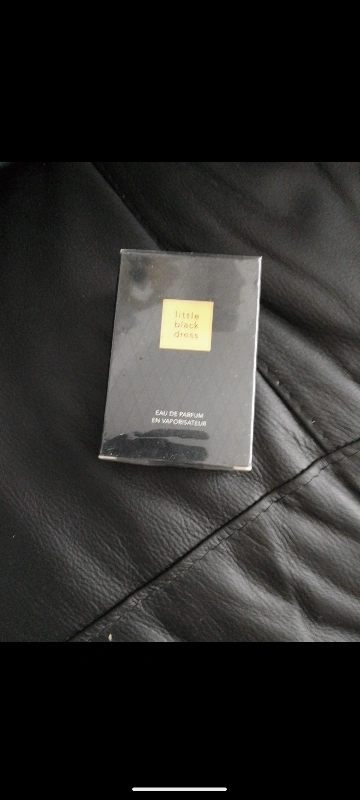 little
black
dress
EAU DE PARFUM
EN VAPORISATEUR